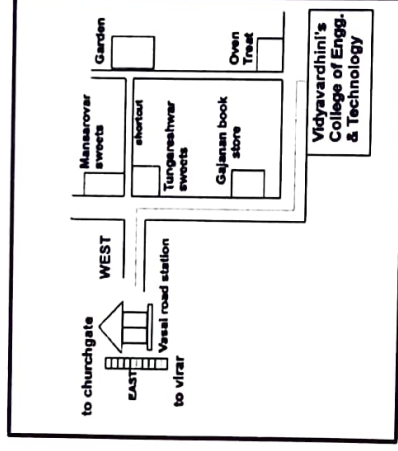 to churchgate
EAST
to virar
Vasai road station
WEST
Mansarovar
sweets
shortcut
Tungareshwar
sweets
Gajanan book
store
Garden
Oven
Treat
Vidyavardhini's
College of Engg.
& Technology